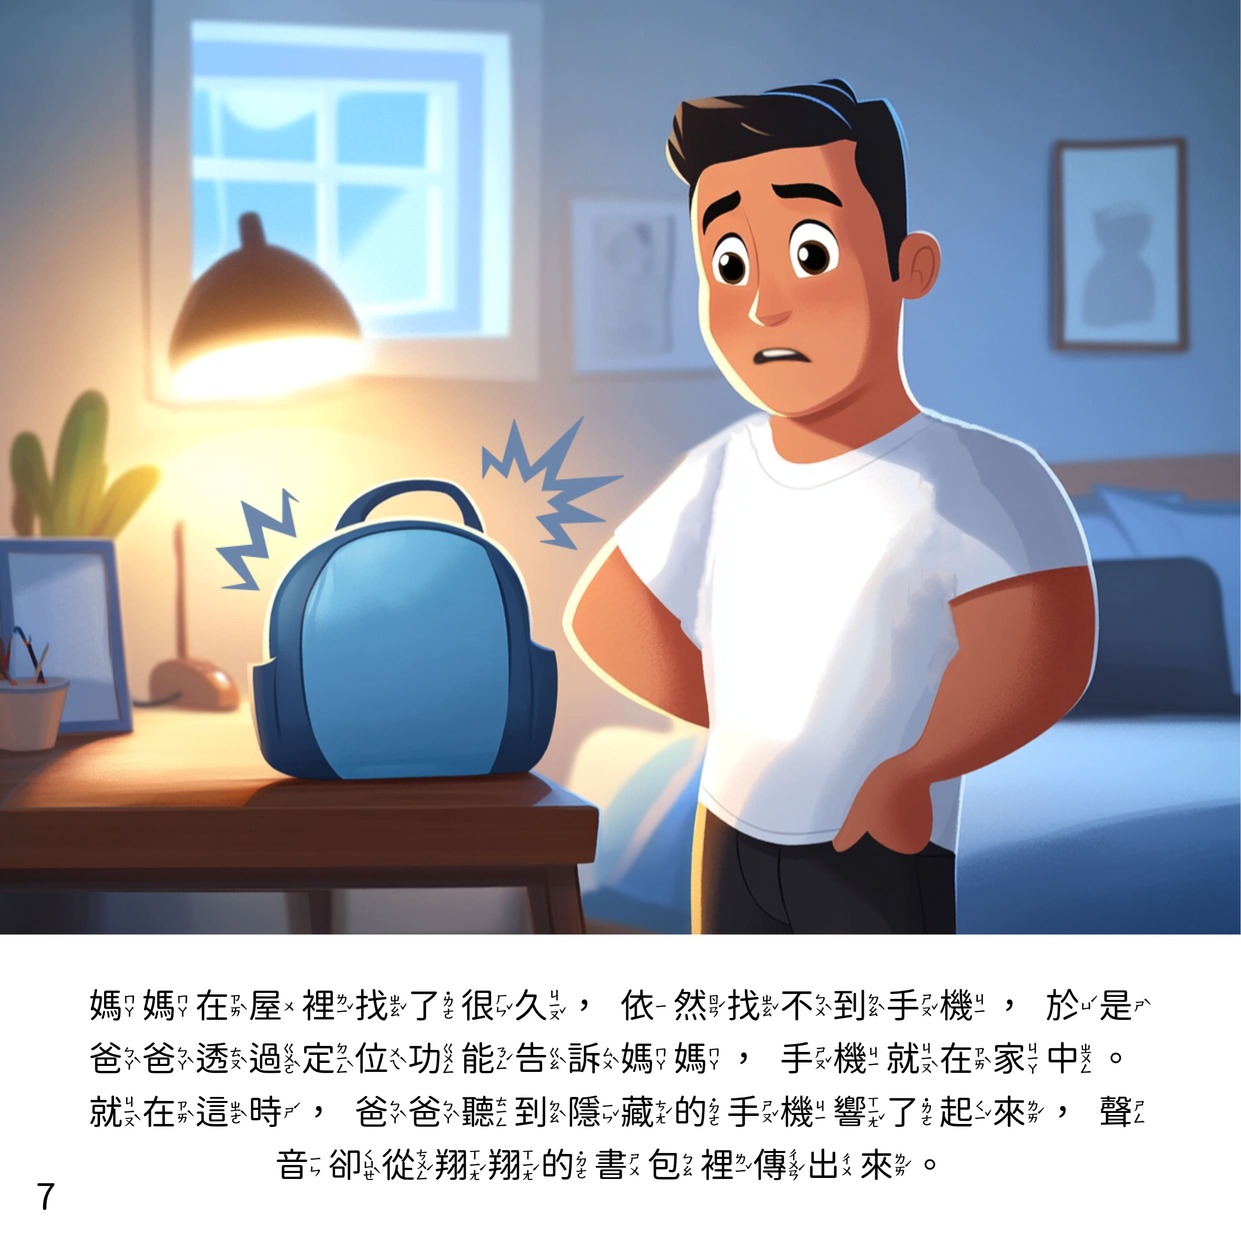 媽媽在屋裡找了很久，依然找不到手機，於是
爸爸透過定位功能告訴媽媽，手機就在家中。
就在這時，爸爸聽到隱藏的手機響了起來，聲
音卻從翔翔的書包裡傳出來。
7